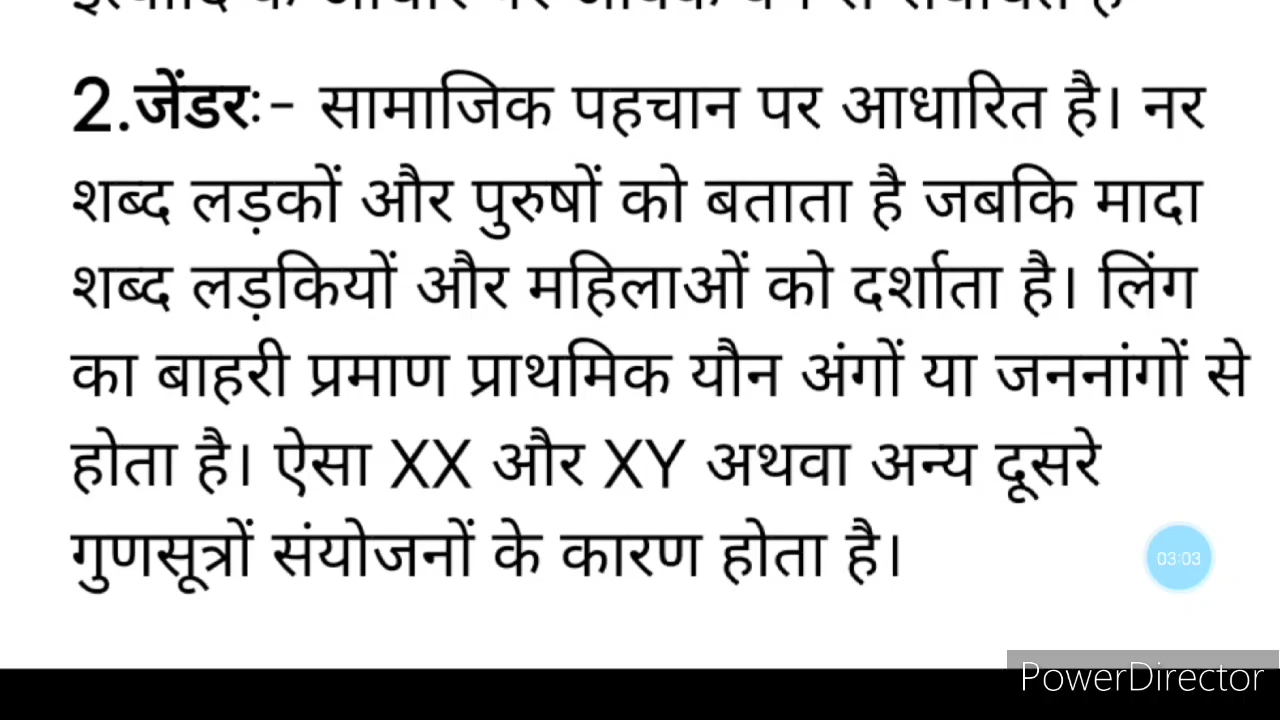 2.जेंडर:- सामाजिक पहचान पर आधारित है। नर
शब्द लड़कों और पुरुषों को बताता है जबकि मादा
शब्द लड़कियों और महिलाओं को दर्शाता है। लिंग
का बाहरी प्रमाण प्राथमिक यौन अंगों या जननांगों से
होता है। ऐसा XX और XY अथवा अन्य दूसरे
गुणसूत्रों संयोजनों के कारण होता है।
03:03
PowerDirector